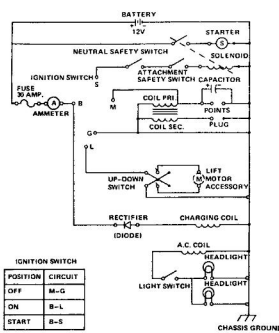 BATTERY
12V
STARTER
S
NEUTRAL SAFETY SWITCH
SOLENOID
IGNITION SWITCH
S
ATTACHMENT
SAFETY SWITCH
CAPACITOR
FUSE
30 AMP.
A
B
AMMETER
M
COIL PRI.
POINTS
COIL SEC.
PLUG
G
L
UP-DOWN
SWITCH
M
LIFT
MOTOR
ACCESSORY
RECTIFIER
(DIODE)
CHARGING COIL
A.C. COIL
HEADLIGHT
LIGHT SWITCH
HEADLIGHT
IGNITION SWITCH
POSITION CIRCUIT
OFF M-G
ON B-L
START B-S
CHASSIS GROUND